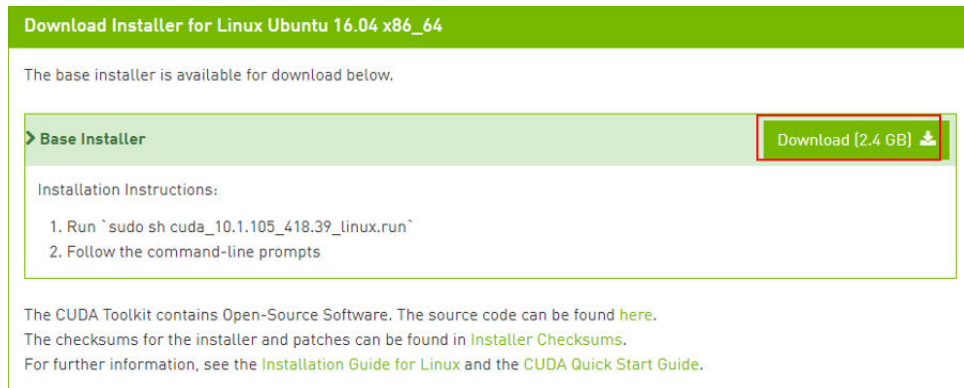 Download Installer for Linux Ubuntu 16.04 x86_64
The base installer is available for download below.
Base Installer
Download (2.4 GB)
Installation Instructions:
1. Run `sudo sh cuda_10.1.105_418.39_linux.run`
2. Follow the command-line prompts
The CUDA Toolkit contains Open-Source Software. The source code can be found here.
The checksums for the installer and patches can be found in Installer Checksums.
For further information, see the Installation Guide for Linux and the CUDA Quick Start Guide.